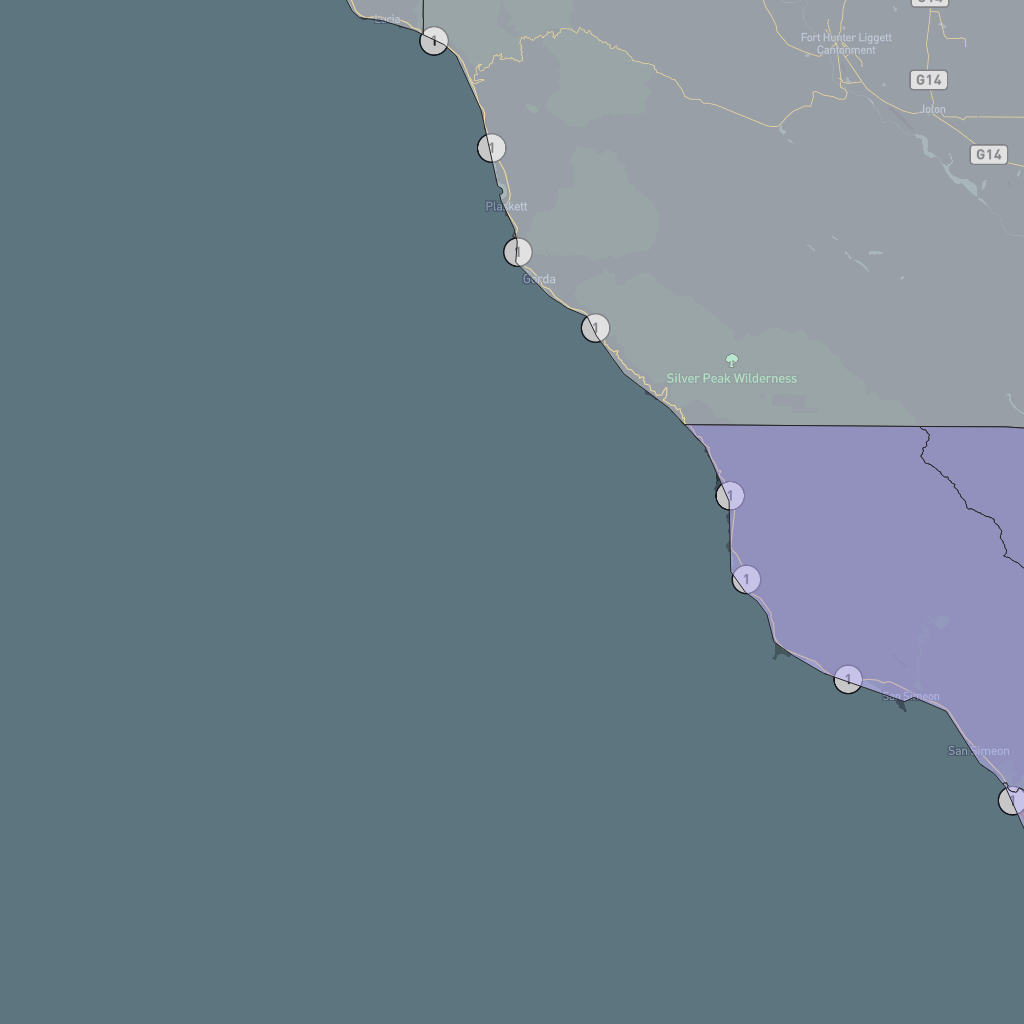 G14
Lucia
1
Fort Hunter Liggett
Cantonment
G14
Jolon
1
G14
Plaskett
1
Gorda
1
Silver Peak Wilderness
1
1
1
San Simeon
San Simeon
1